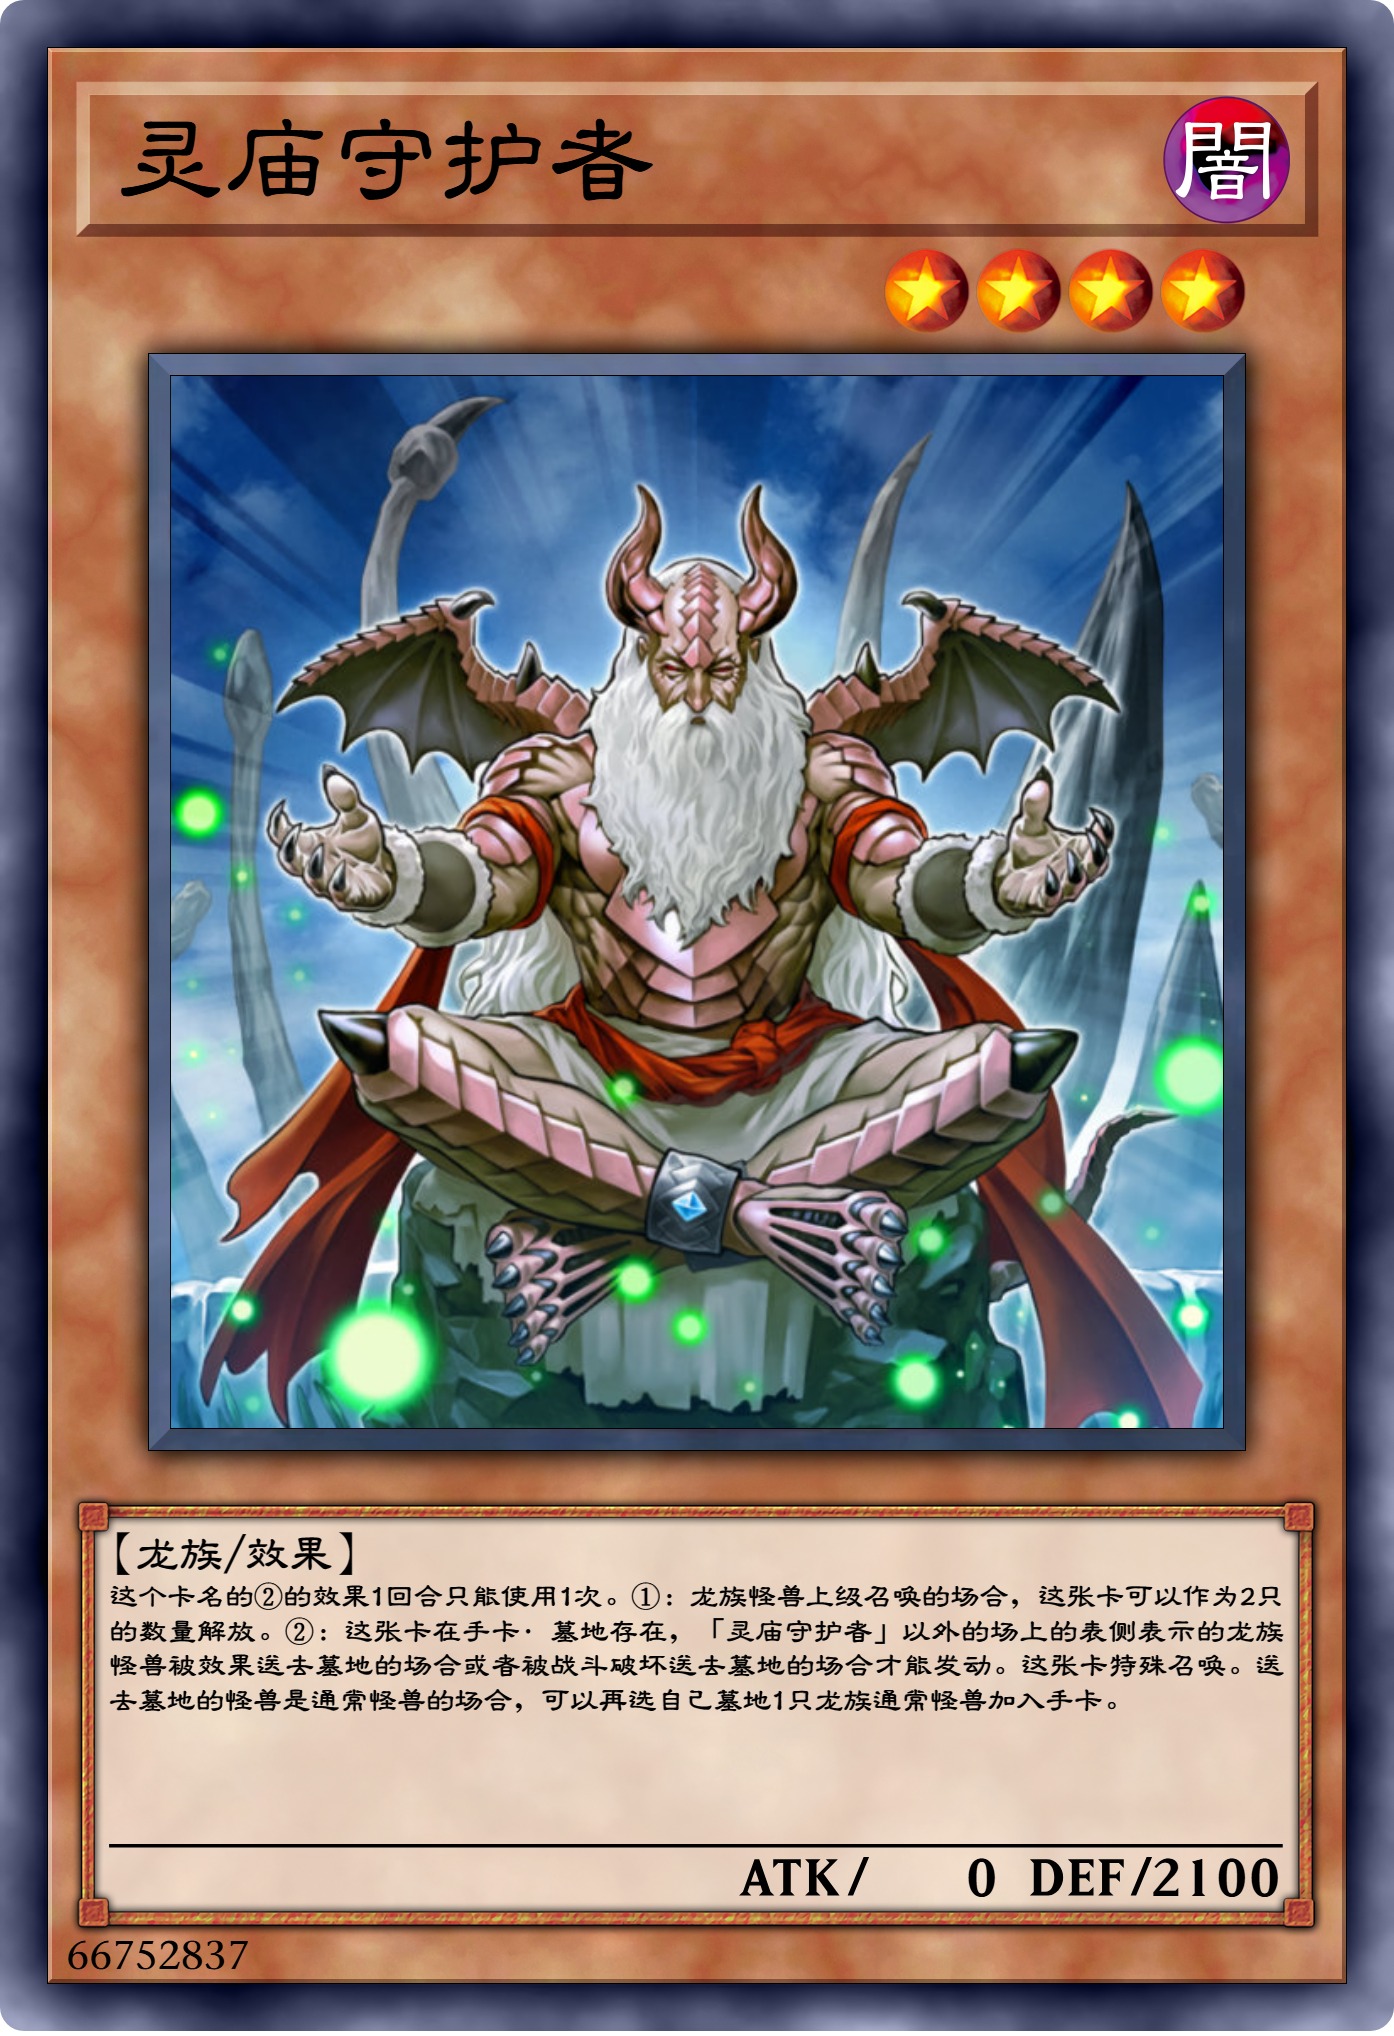 灵庙守护者
闇
【龙族/效果】
这个卡名的②的效果1回合只能使用1次。①：龙族怪兽上级召唤的场合，这张卡可以作为2只
的数量解放。②：这张卡在手卡·墓地存在，「灵庙守护者」以外的场上的表侧表示的龙族
怪兽被效果送去墓地的场合或者被战斗破坏送去墓地的场合才能发动。这张卡特殊召唤。送
去墓地的怪兽是通常怪兽的场合，可以再选自己墓地1只龙族通常怪兽加入手卡。
ATK/ 0 DEF/2100
66752837